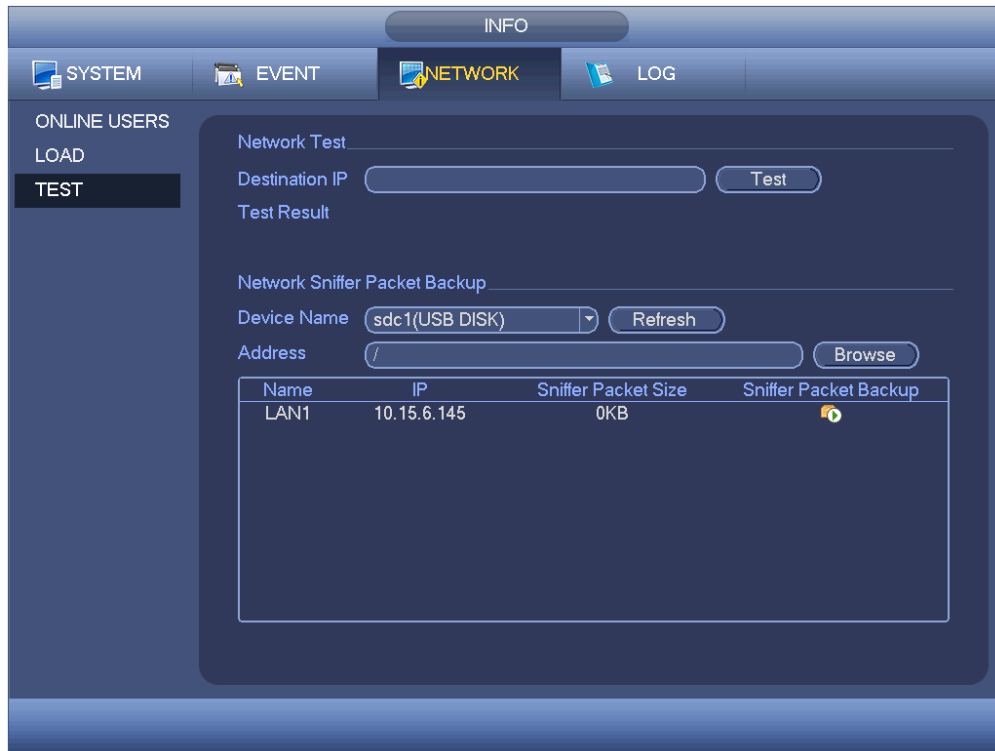 INFO
SYSTEM EVENT NETWORK LOG
ONLINE USERS
LOAD
TEST
Network Test
Destination IP Test
Test Result
Network Sniffer Packet Backup
Device Name sdc1(USB DISK) Refresh
Address / Browse
Name IP Sniffer Packet Size Sniffer Packet Backup
LAN1 10.15.6.145 0KB